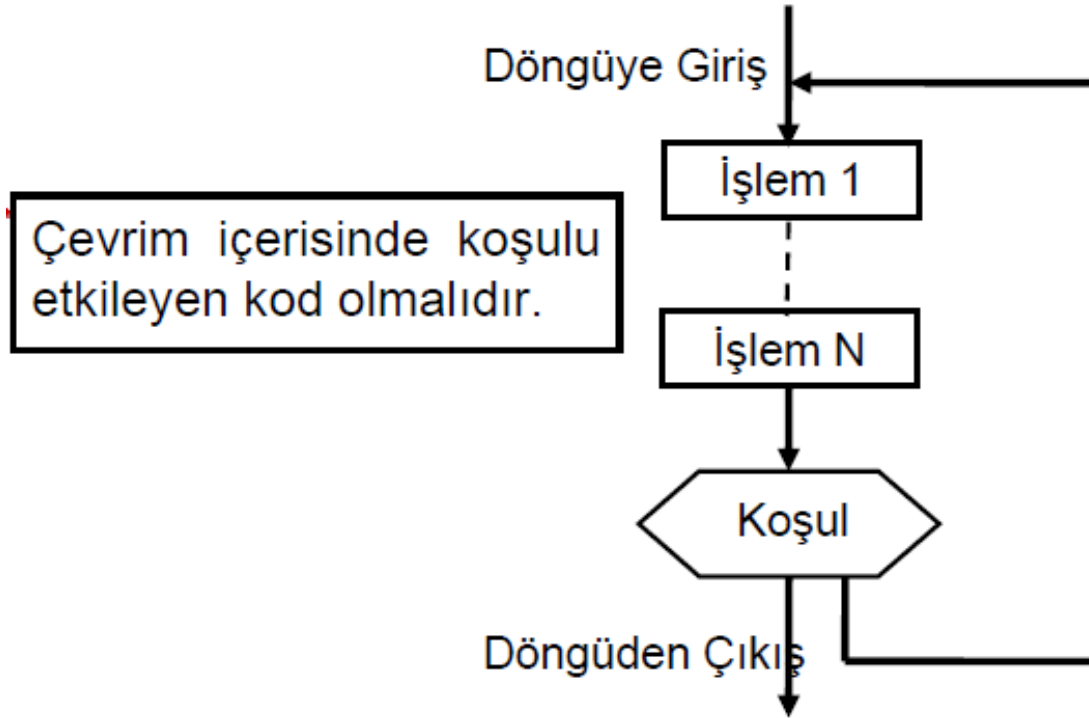 Döngüye Giriş
İşlem 1
Çevrim içerisinde koşulu
etkileyen kod olmalıdır.
İşlem N
Koşul
Döngüden Çıkış